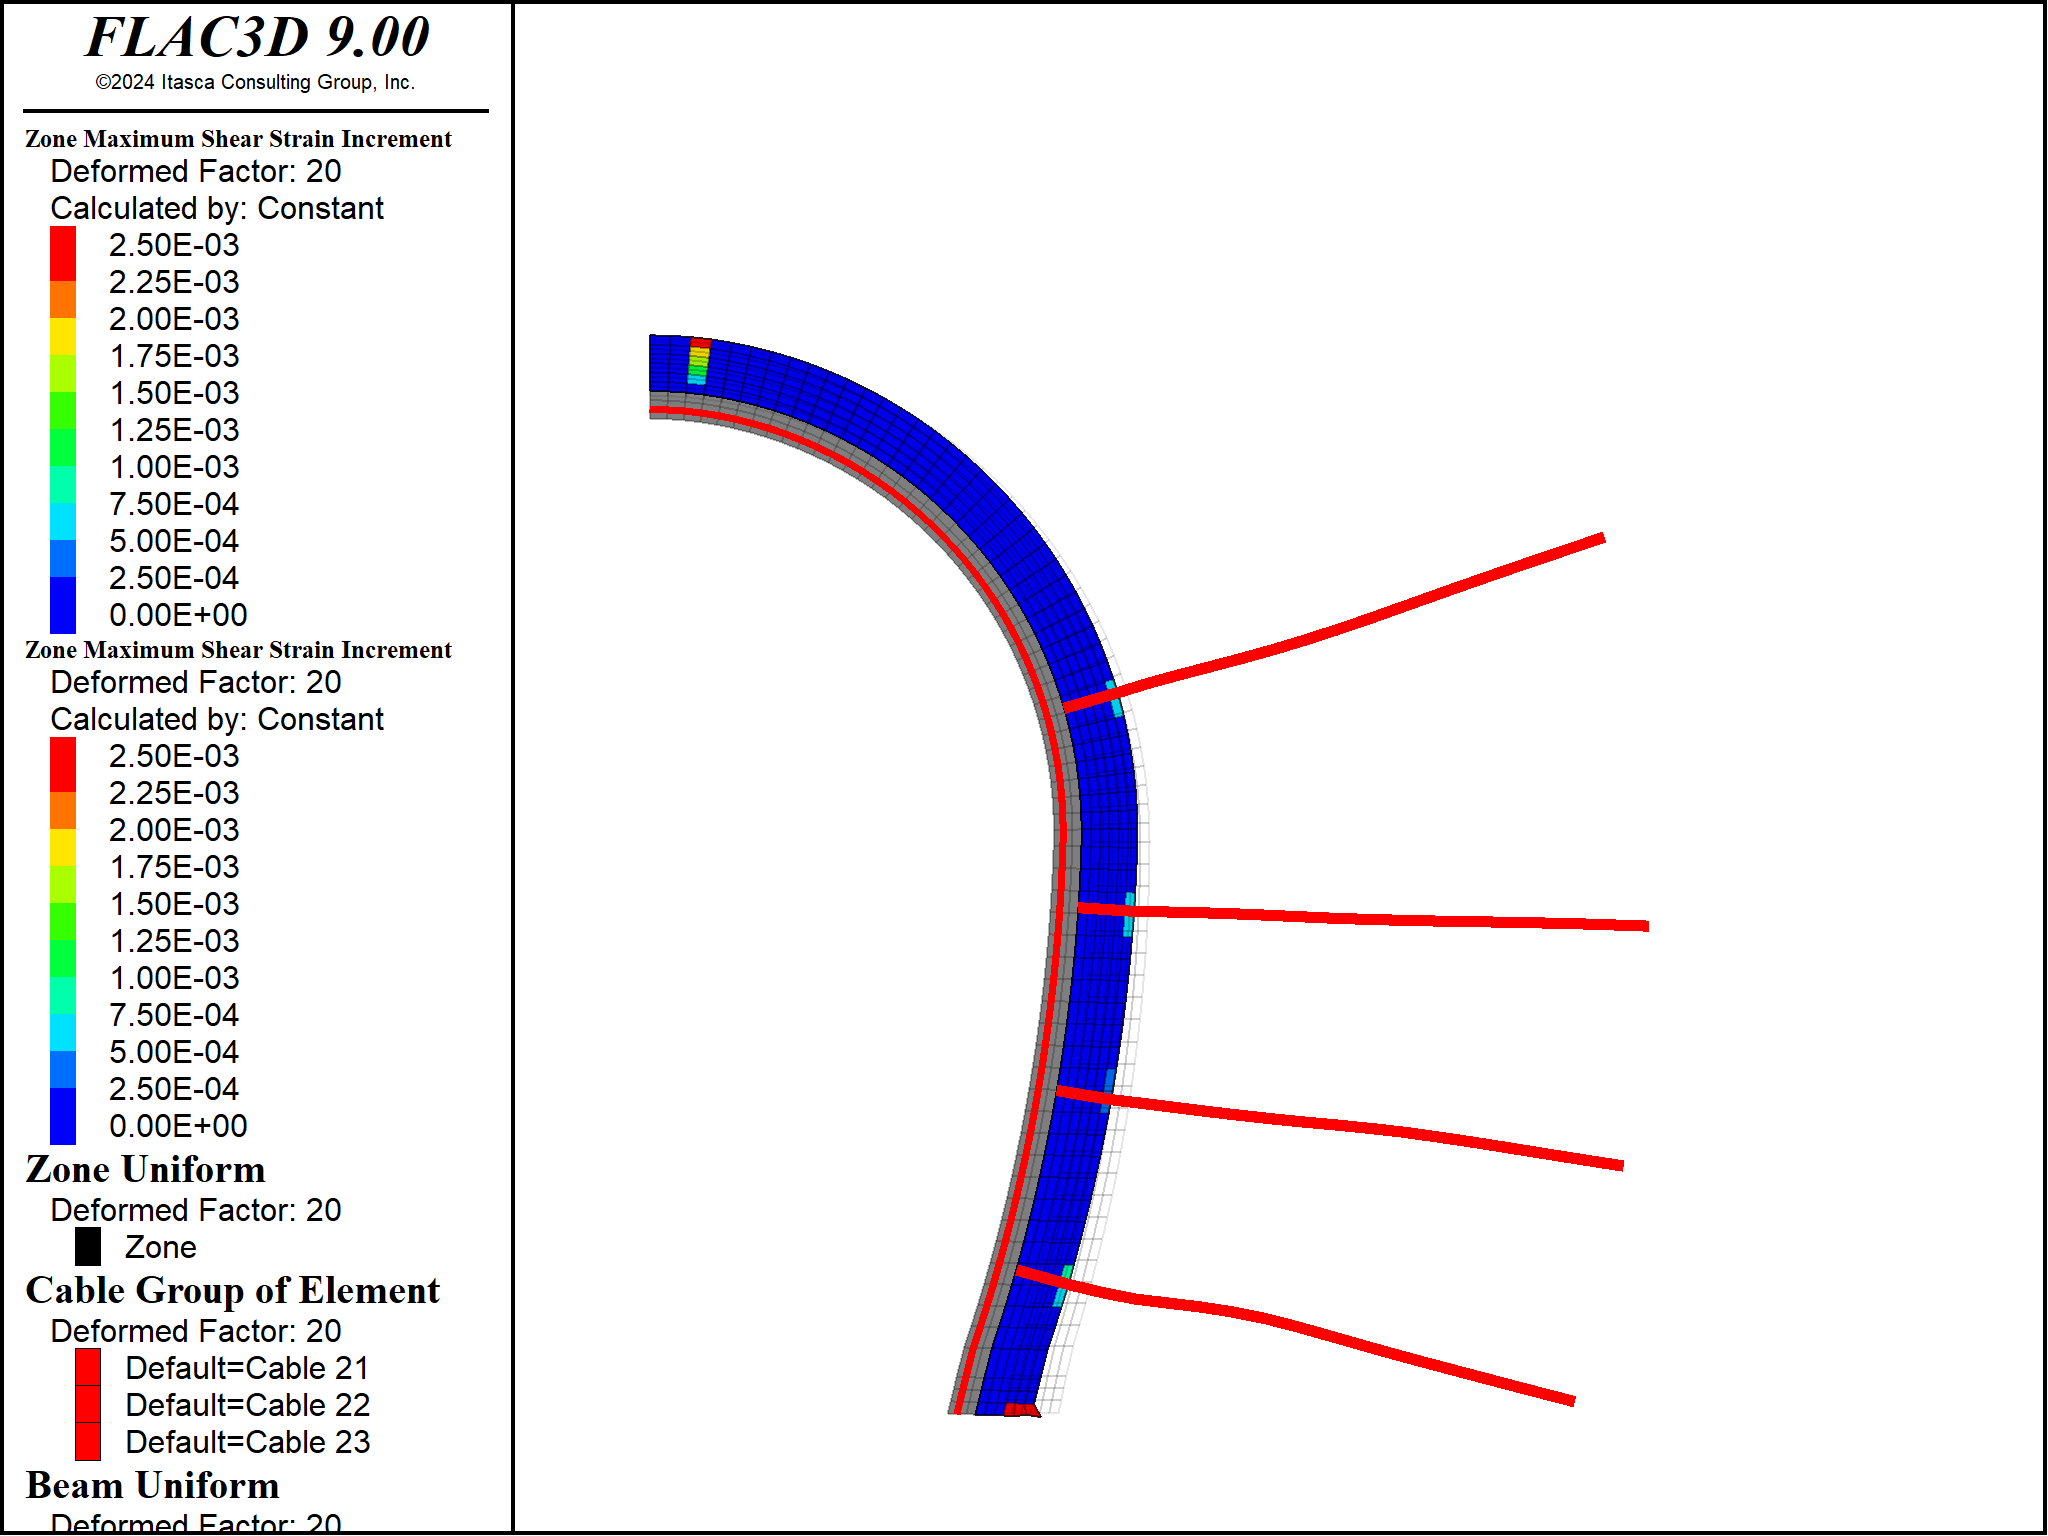 FLAC3D 9.00
©2024 Itasca Consulting Group, Inc.
Zone Maximum Shear Strain Increment
Deformed Factor: 20
Calculated by: Constant
2.50E-03
2.25E-03
2.00E-03
1.75E-03
1.50E-03
1.25E-03
1.00E-03
7.50E-04
5.00E-04
2.50E-04
0.00E+00
Zone Maximum Shear Strain Increment
Deformed Factor: 20
Calculated by: Constant
2.50E-03
2.25E-03
2.00E-03
1.75E-03
1.50E-03
1.25E-03
1.00E-03
7.50E-04
5.00E-04
2.50E-04
0.00E+00
Zone Uniform
Deformed Factor: 20
Zone
Cable Group of Element
Deformed Factor: 20
Default=Cable 21
Default=Cable 22
Default=Cable 23
Beam Uniform
Deformed Factor: 20